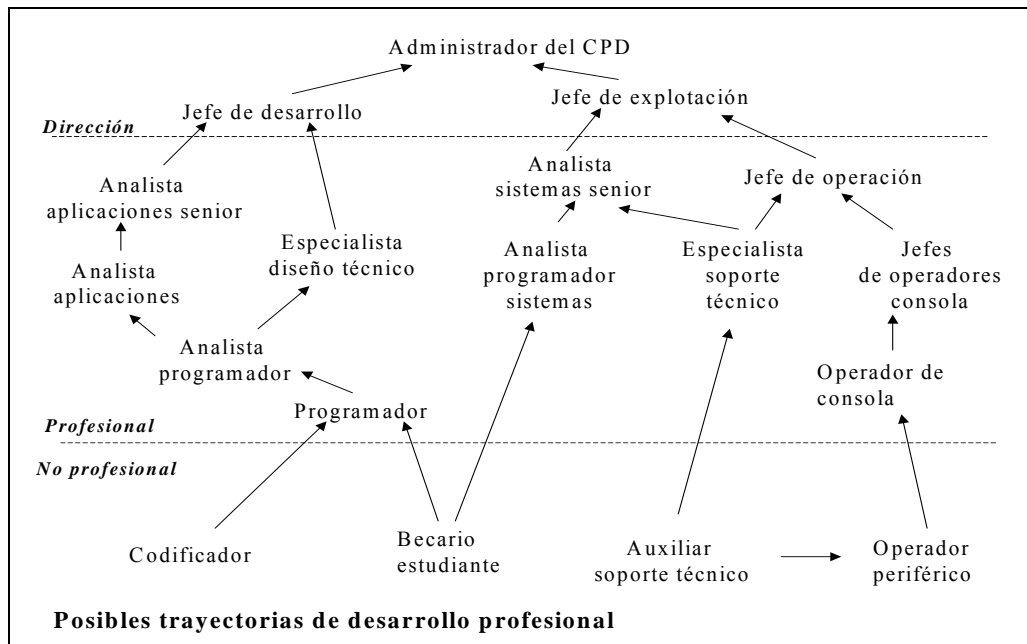 Administrador del CPD
Jefe de explotación
Jefe de desarrollo
Dirección
Analista
sistemas senior
Jefe de operación
Analista
aplicaciones senior
Especialista
diseño técnico
Analista
programador
sistemas
Especialista
soporte
técnico
Jefes
de operadores
consola
Analista
aplicaciones
Analista
programador
Operador de
consola
Programador
Profesional
No profesional
Codificador
Becario
estudiante
Auxiliar
soporte técnico
Operador
periférico
Posibles trayectorias de desarrollo profesional